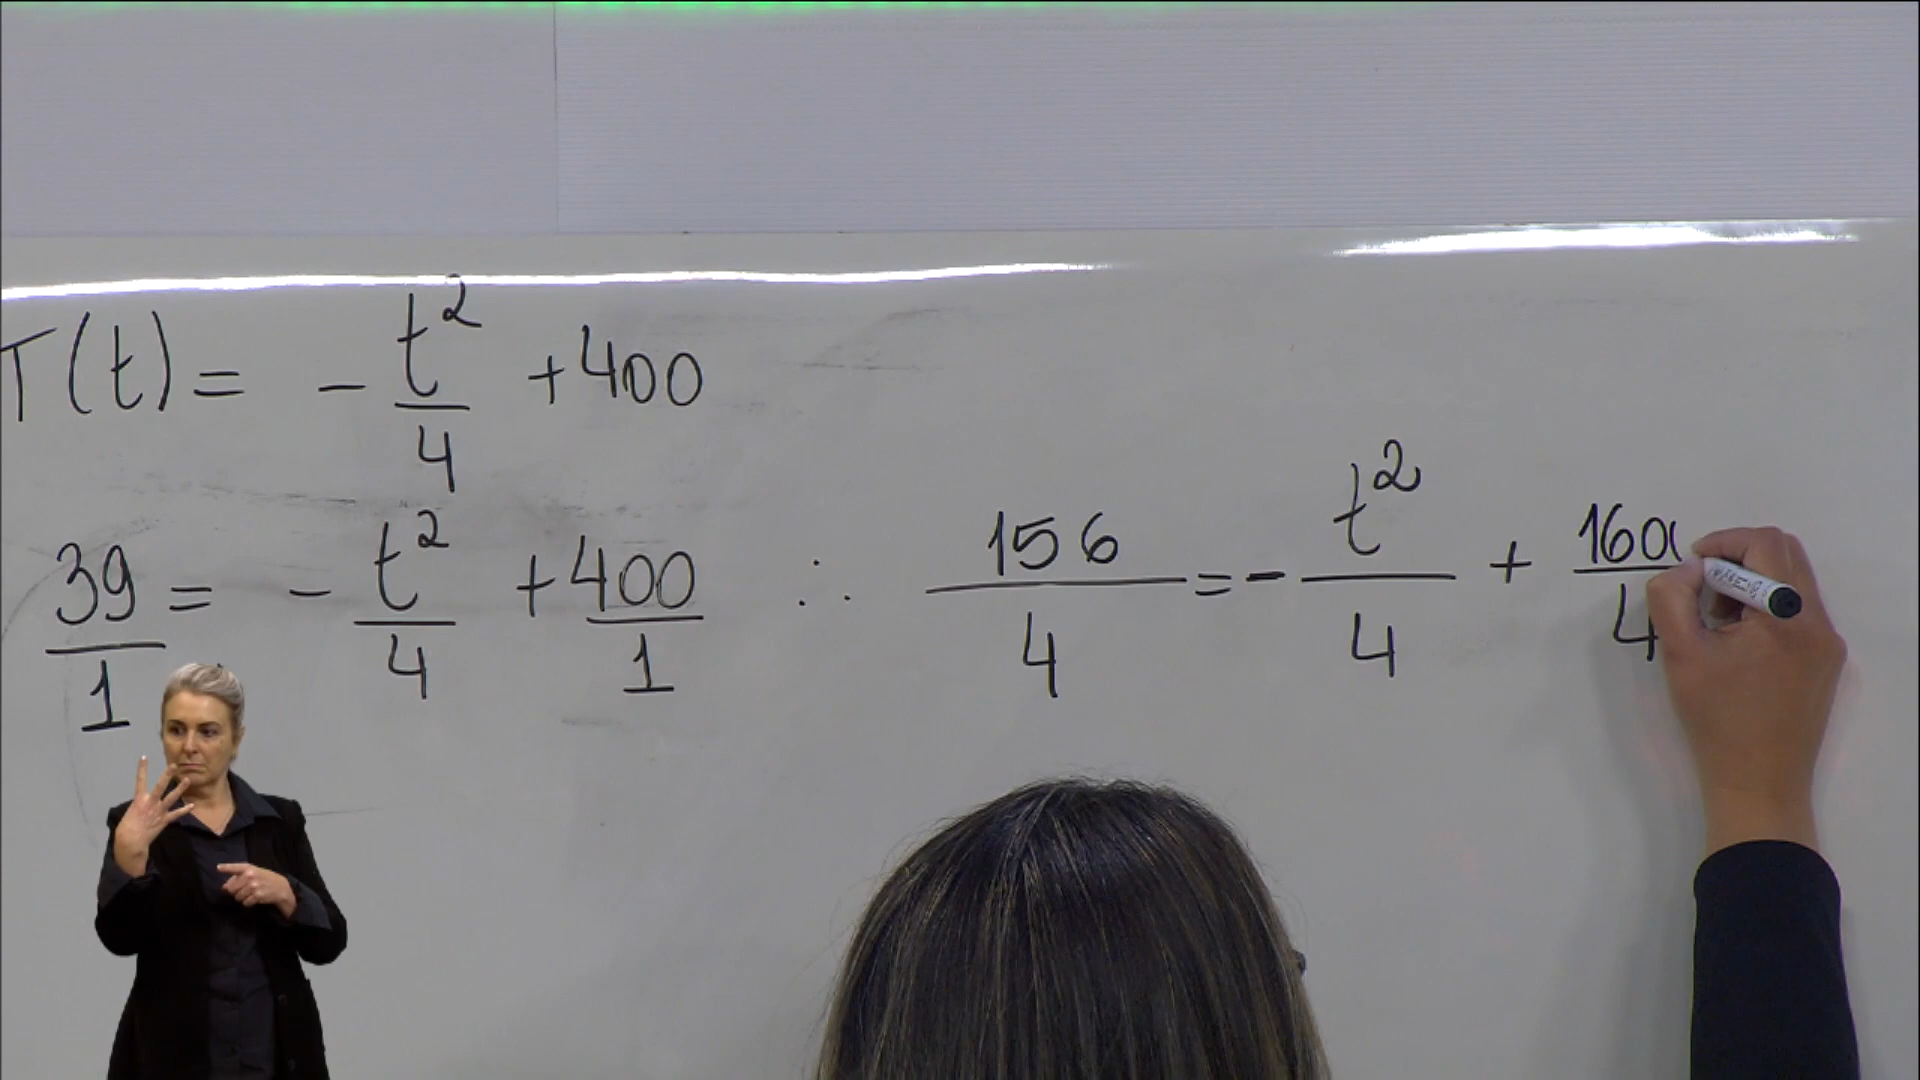 T(t) = - t²/4 + 400
39/1 = - t²/4 + 400/1 ∴ 156/4 = - t²/4 + 160/4